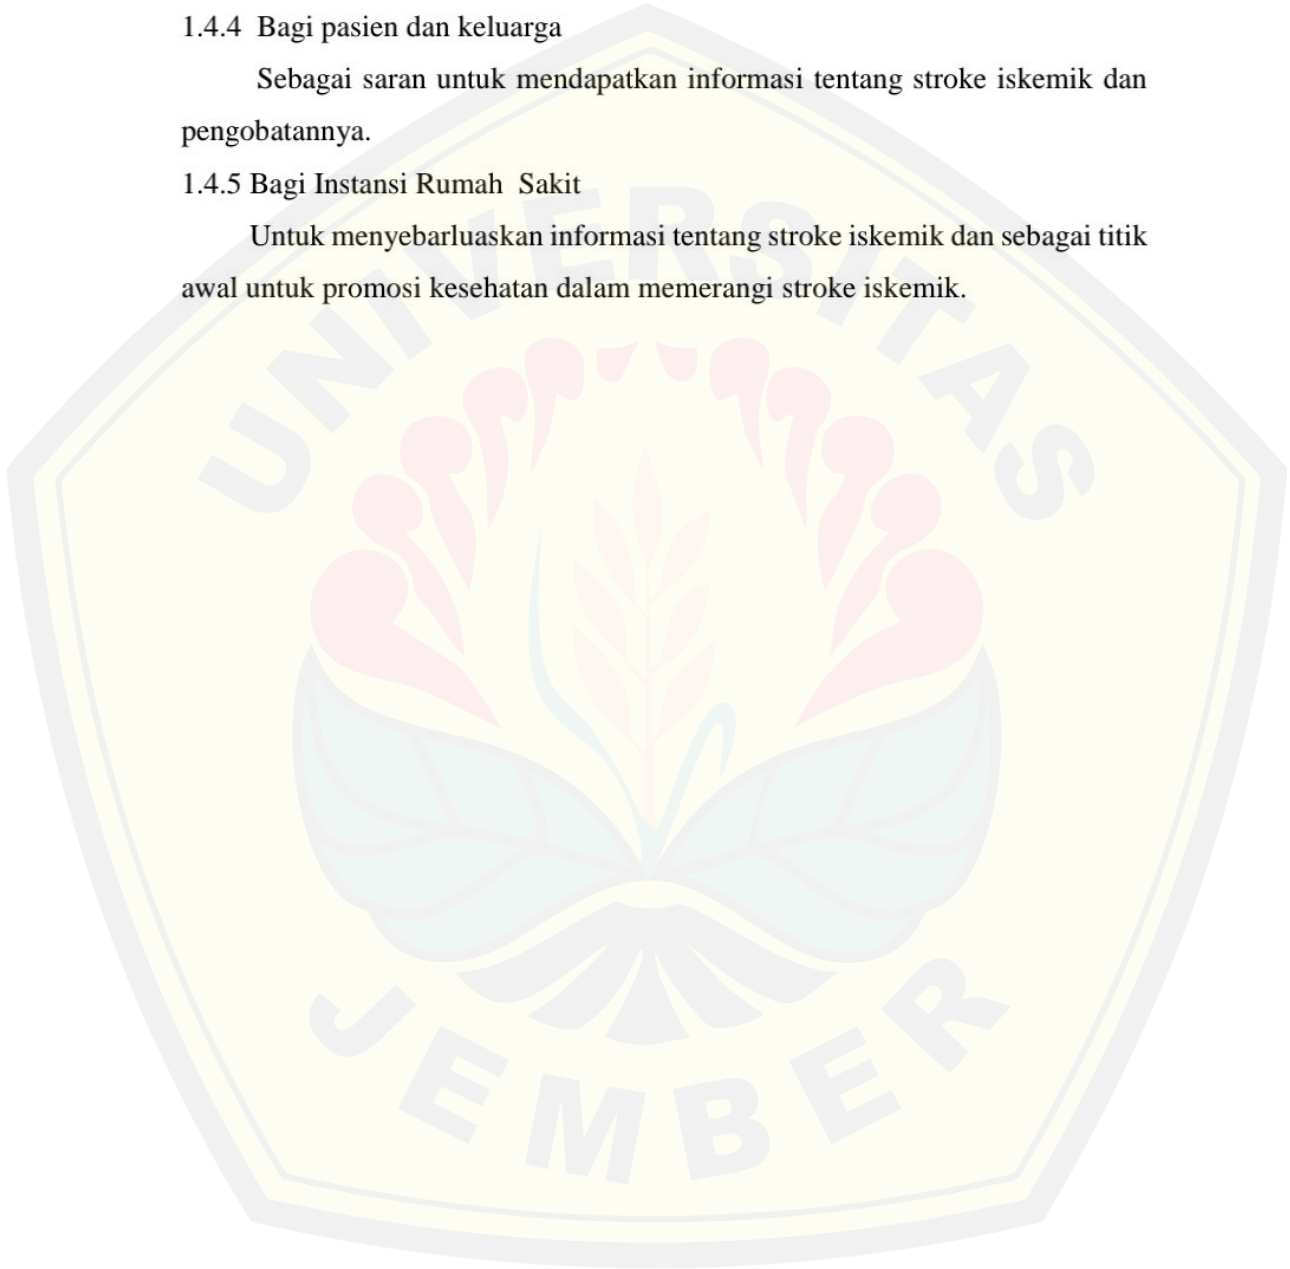 1.4.4  Bagi pasien dan keluarga
Sebagai saran untuk mendapatkan informasi tentang stroke iskemik dan
pengobatannya.
1.4.5 Bagi Instansi Rumah  Sakit
Untuk menyebarluaskan informasi tentang stroke iskemik dan sebagai titik
awal untuk promosi kesehatan dalam memerangi stroke iskemik.
UNIVERSITAS
JEMBER